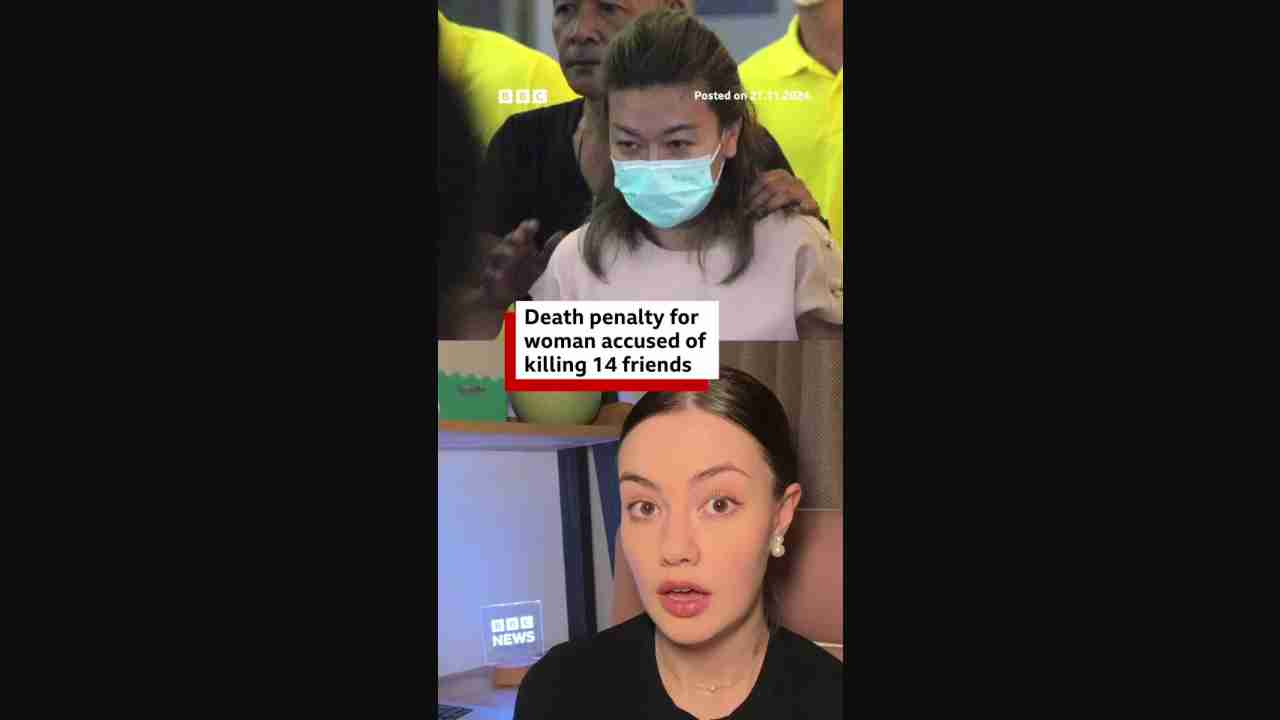 BBC
Posted on 21.11.2024
Death penalty for
woman accused of
killing 14 friends
BBC
NEWS